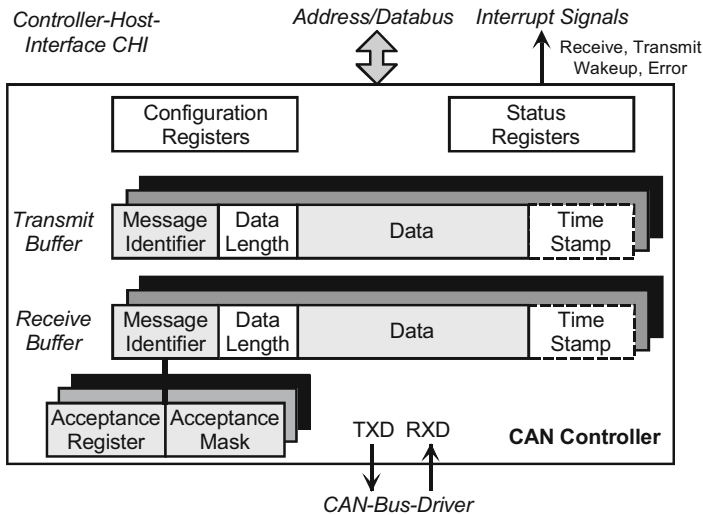 Controller-Host-
Interface CHI
Address/Databus
Interrupt Signals
Receive, Transmit
Wakeup, Error
Configuration
Registers
Status
Registers
Transmit
Buffer
Message
Identifier
Data
Length
Data
Time
Stamp
Receive
Buffer
Message
Identifier
Data
Length
Data
Time
Stamp
Acceptance
Register
Acceptance
Mask
TXD RXD
CAN Controller
CAN-Bus-Driver